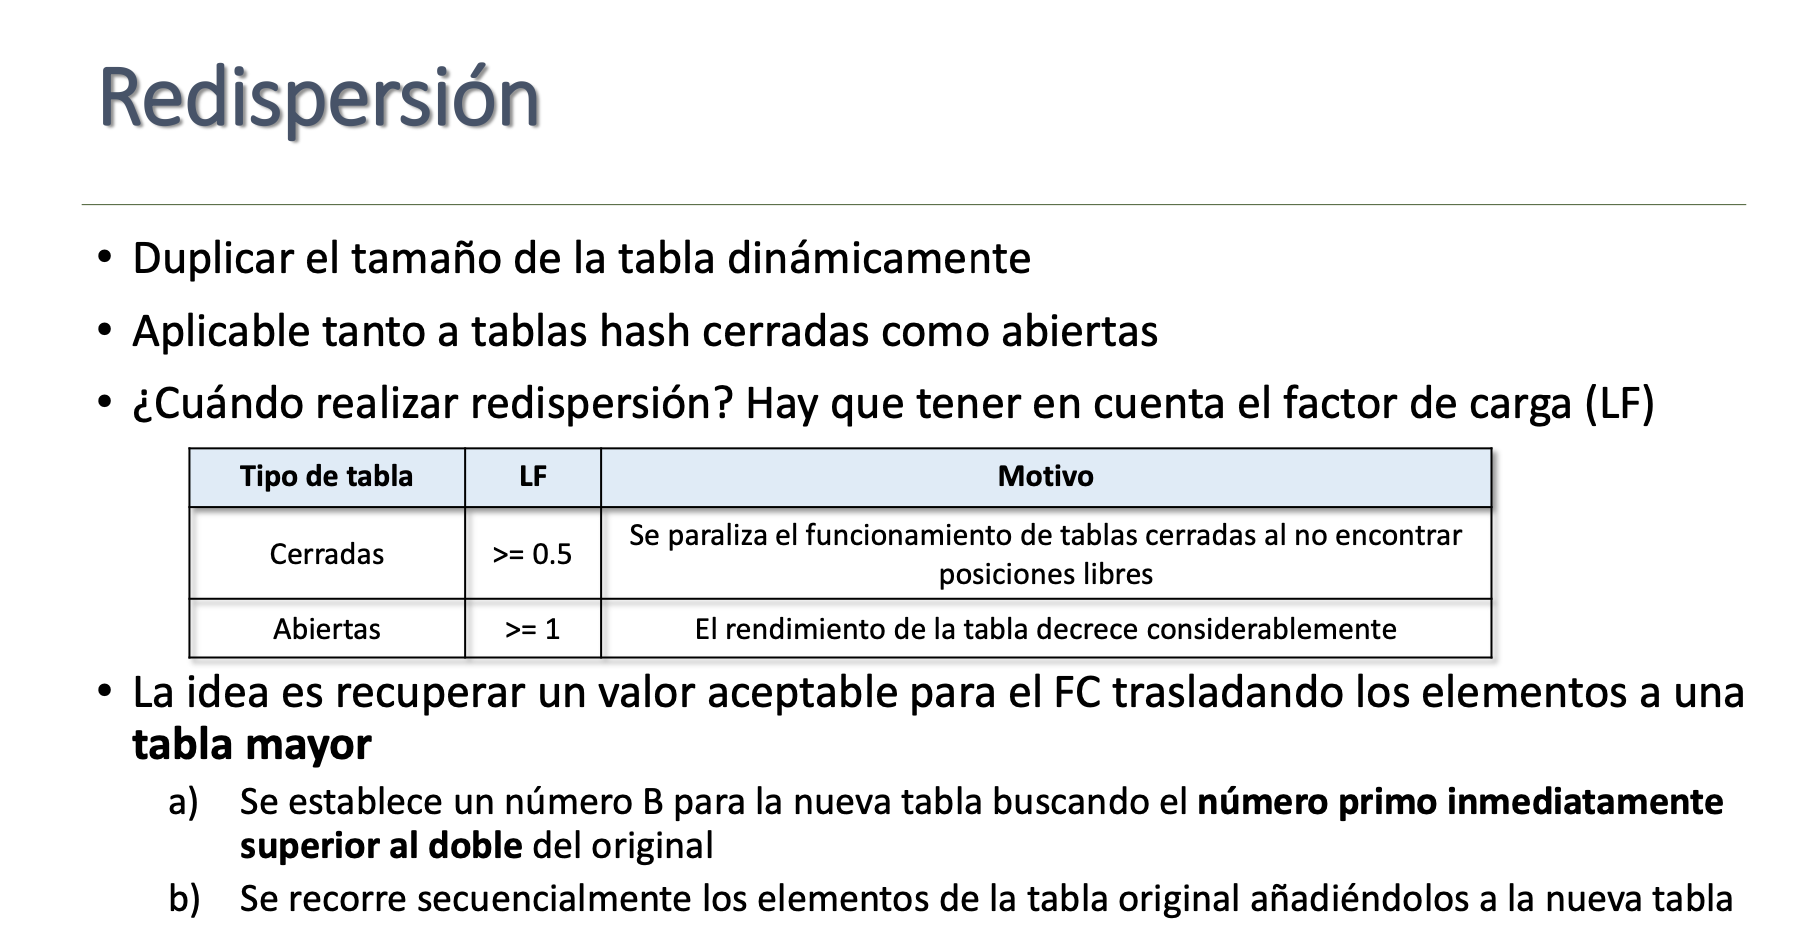 Redispersión
• Duplicar el tamaño de la tabla dinámicamente
• Aplicable tanto a tablas hash cerradas como abiertas
• ¿Cuándo realizar redispersión? Hay que tener en cuenta el factor de carga (LF)
Tipo de tabla LF Motivo
Cerradas >= 0.5 Se paraliza el funcionamiento de tablas cerradas al no encontrar
posiciones libres
Abiertas >= 1 El rendimiento de la tabla decrece considerablemente
• La idea es recuperar un valor aceptable para el FC trasladando los elementos a una
tabla mayor
a) Se establece un número B para la nueva tabla buscando el número primo inmediatamente
superior al doble del original
b) Se recorre secuencialmente los elementos de la tabla original añadiéndolos a la nueva tabla